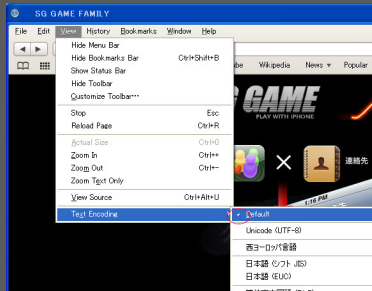 SG GAME FAMILY
File Edit View History Bookmarks Window Help
Wikipedia News ▼ Popular
Hide Menu Bar
Hide Bookmarks Bar Ctrl+Shift+B
Show Status Bar
Hide Toolbar
Customize Toolbar...
Stop Esc
Reload Page Ctrl+R
Actual Size Ctrl+0
Zoom In Ctrl++
Zoom Out Ctrl+-
Zoom Text Only
View Source Ctrl+Alt+U
Text Encoding
GAME
PLAY WITH IPHONE
連絡先
1:16 PM
Default
Unicode (UTF-8)
西ヨーロッパ言語
日本語 (シフト JIS)
日本語 (EUC)